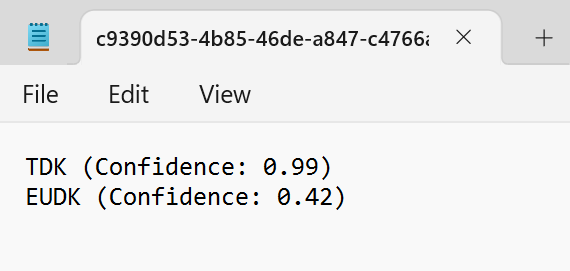 c9390d53-4b85-46de-a847-c4766a
File Edit View
TDK (Confidence: 0.99)
EUDK (Confidence: 0.42)